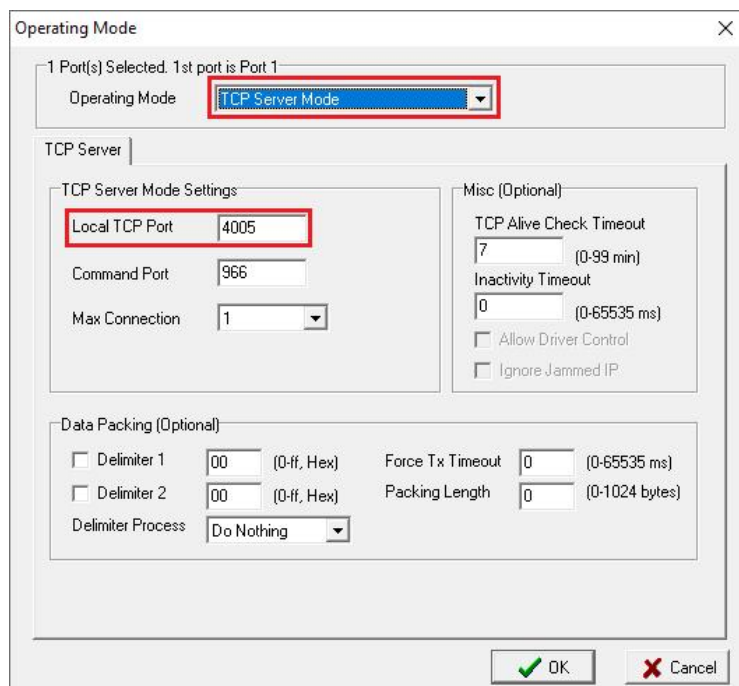 Operating Mode
1 Port(s) Selected. 1st port is Port 1
Operating Mode TCP Server Mode
TCP Server
TCP Server Mode Settings
Local TCP Port 4005
Command Port 966
Max Connection 1
Misc (Optional)
TCP Alive Check Timeout
7 (0-99 min)
Inactivity Timeout
0 (0-65535 ms)
Allow Driver Control
Ignore Jammed IP
Data Packing (Optional)
Delimiter 1 00 (0-ff, Hex) Force Tx Timeout 0 (0-65535 ms)
Delimiter 2 00 (0-ff, Hex) Packing Length 0 (0-1024 bytes)
Delimiter Process Do Nothing
OK Cancel